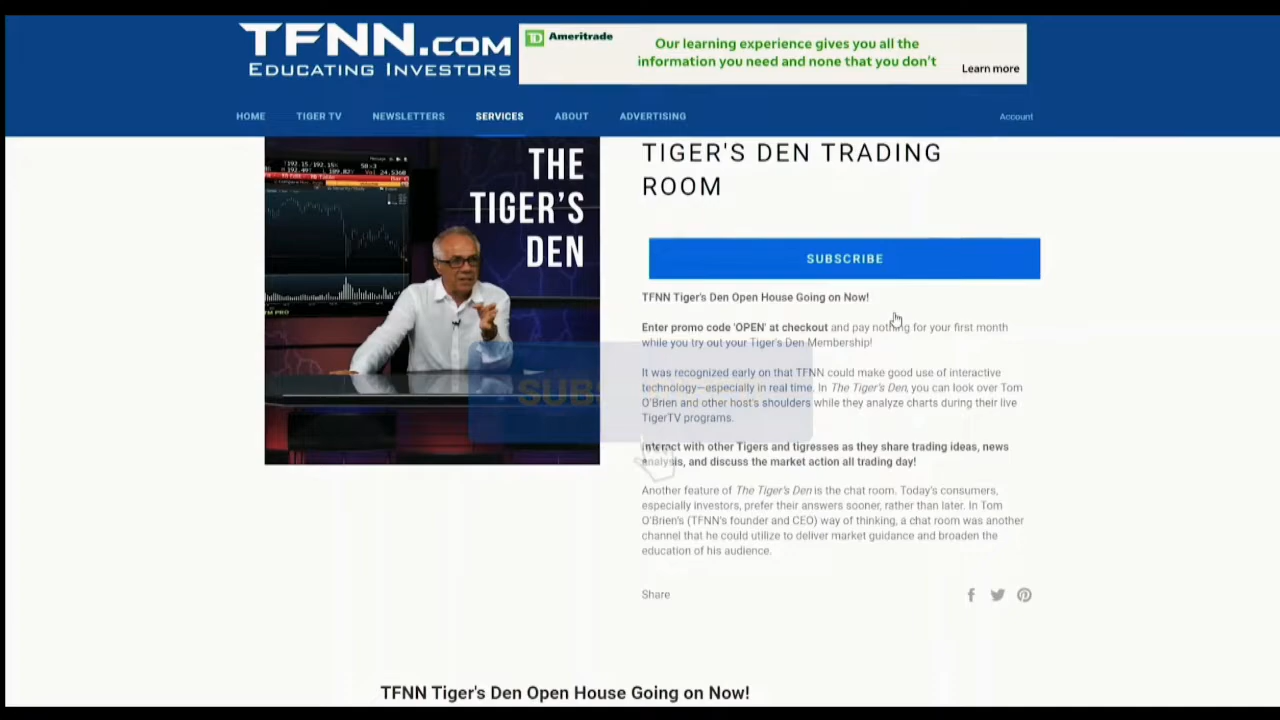 TFNN.COM
EDUCATING INVESTORS
Ameritrade
Our learning experience gives you all the
information you need and none that you don't
Learn more
HOME
TIGER TV
NEWSLETTERS
SERVICES
ABOUT
ADVERTISING
Account
THE
TIGER'S
DEN
TIGER'S DEN TRADING
ROOM
SUBSCRIBE
TFNN Tiger's Den Open House Going on Now!
Enter promo code 'OPEN' at checkout and pay nothing for your first month
while you try out your Tiger's Den Membership!
It was recognized early on that TFNN could make good use of interactive
technology—especially in real time. In The Tiger's Den, you can look over Tom
O'Brien and other host's shoulders while they analyze charts during their live
TigerTV programs.
Interact with other Tigers and tigresses as they share trading ideas, news
analysis, and discuss the market action all trading day!
Another feature of The Tiger's Den is the chat room. Today's consumers,
especially investors, prefer their answers sooner, rather than later. In Tom
O'Brien's (TFNN's founder and CEO) way of thinking, a chat room was another
channel that he could utilize to deliver market guidance and broaden the
education of his audience.
Share
TFNN Tiger's Den Open House Going on Now!